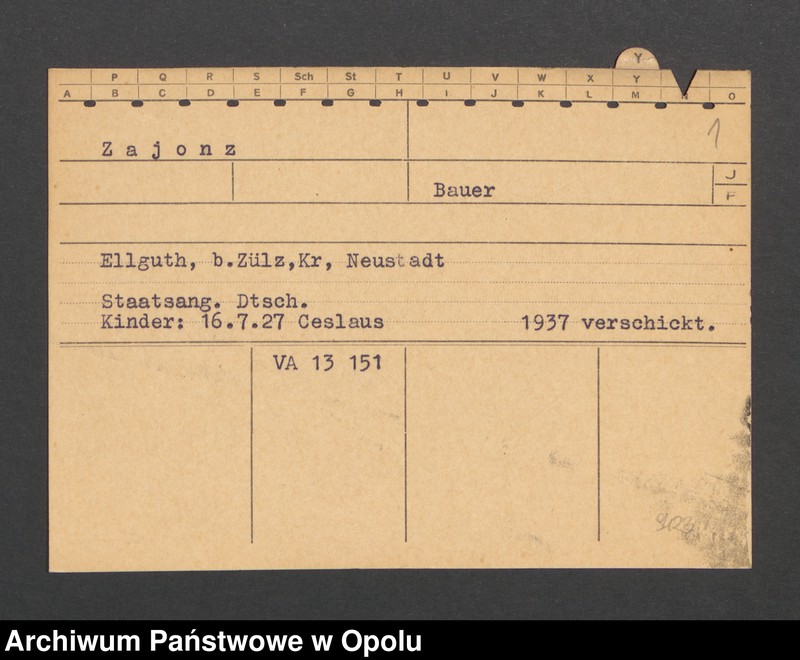 Y
P Q R S Sch St T U V W X Y
A B C D E F G H I J K L M N O
1
Zajonz
Bauer
J
F
Ellguth, b.Zülz,Kr, Neustadt
Staatsang. Dtsch.
Kinder: 16.7.27 Ceslaus 1937 verschickt.
VA 13 151
Archiwum Państwowe w Opolu